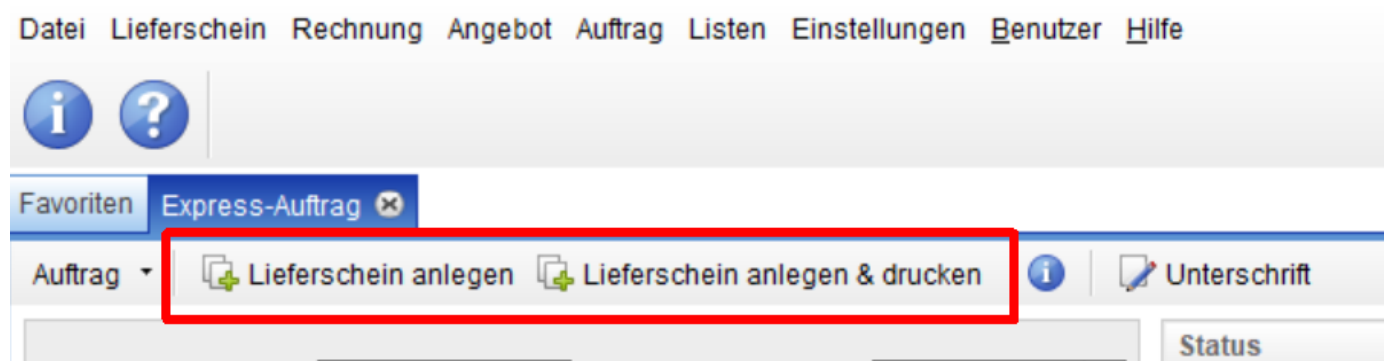 Datei Lieferschein Rechnung Angebot Auftrag Listen Einstellungen Benutzer Hilfe
i ?
Favoriten Express-Auftrag
Auftrag Lieferschein anlegen Lieferschein anlegen & drucken i Unterschrift
Status